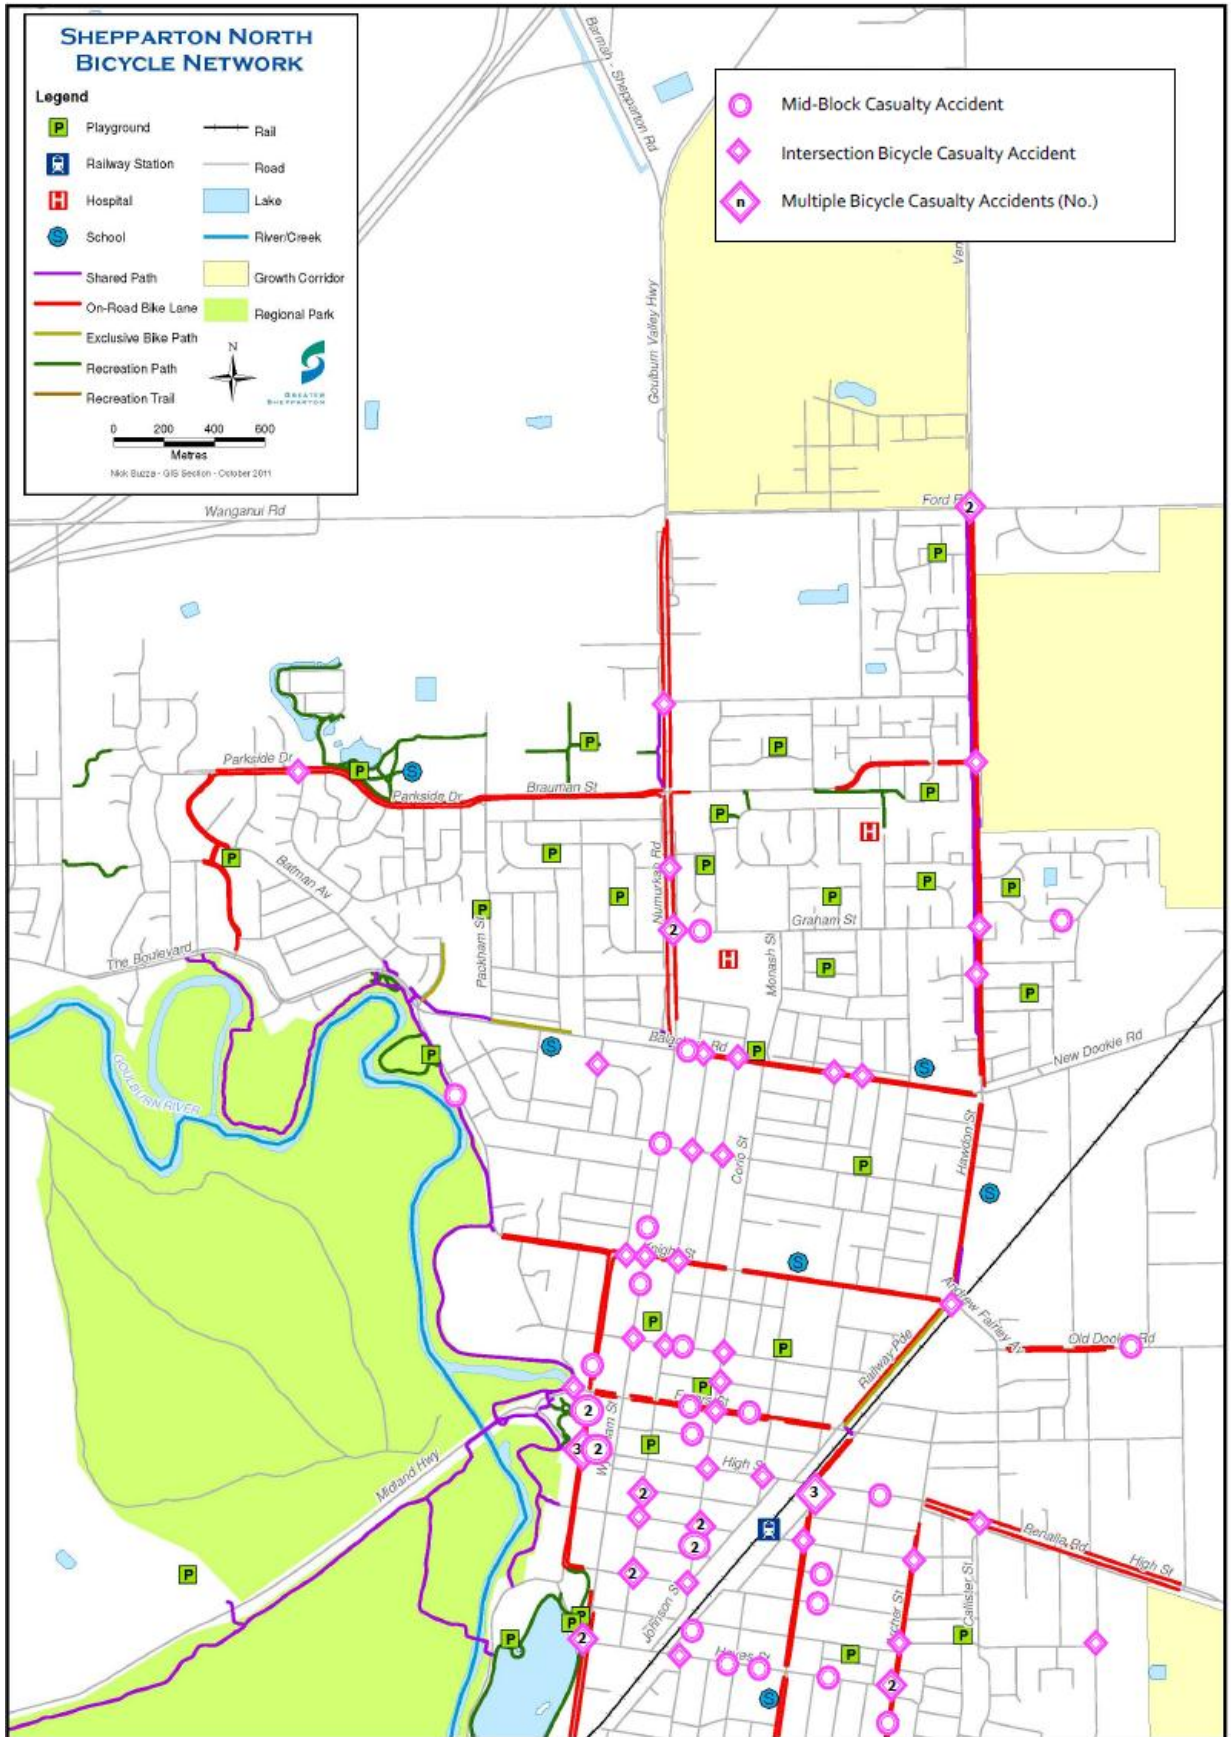 SHEPPARTON NORTH
BICYCLE NETWORK
Legend
P Playground
Rail
Railway Station
Road
H Hospital
Lake
S School
River/Creek
Shared Path
Growth Corridor
On-Road Bike Lane
Regional Park
Exclusive Bike Path
N
Recreation Path
GREATER
SHEPPARTON
Recreation Trail
0 200 400 600
Metres
Nick Buzza - GIS Section - October 2011
Mid-Block Casualty Accident
Intersection Bicycle Casualty Accident
n Multiple Bicycle Casualty Accidents (No.)
Barmah - Shepparton Rd
Ven
Goulburn Valley Hwy
Wanganui Rd
Ford R
2
P
P
P
Parkside Dr
P
S
Parkside Dr
Brauman St
P
P
H
P
P
P
Batman Av
Numurkah Rd
P
P
P
P
P
Packham St
Graham St
2
The Boulevard
H
Monash St
P
P
S
Rd
P
New Dookie Rd
P
S
GOULBURN RIVER
Corio St
P
Hawdon St
S
Knight St
S
Andrew Fairley Av
P
P
Railway Pde
Old Dookie Rd
P
2
P
3 2
High S
Midland Hwy
2
3
2
2
Benalla Rd
High St
2
P
Johnson S
Callister St
P
P
P
2
P
P
S
2